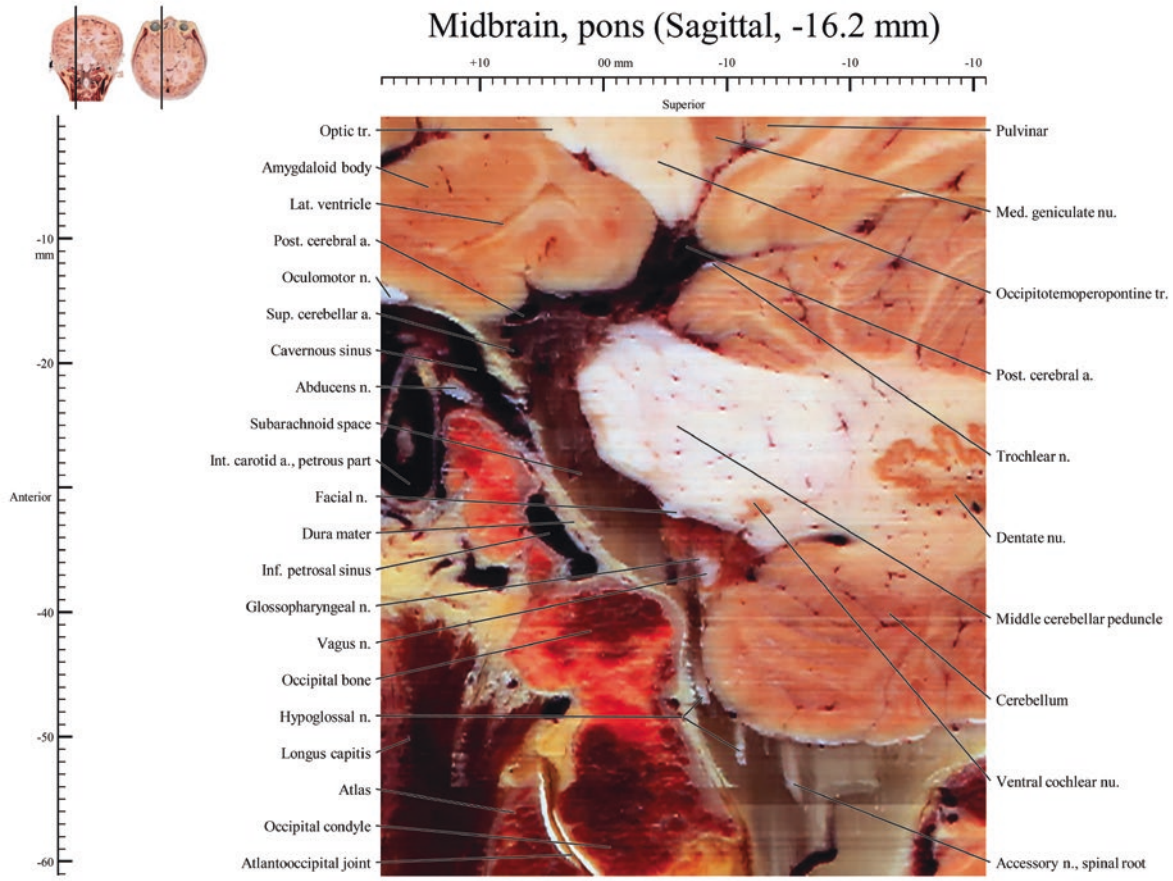 Midbrain, pons (Sagittal, -16.2 mm)
+10 00 mm -10 -10 -10
Superior
Optic tr.
Amygdaloid body
Lat. ventricle
Post. cerebral a.
Oculomotor n.
Sup. cerebellar a.
Cavernous sinus
Abducens n.
Subarachnoid space
Int. carotid a., petrous part
Facial n.
Dura mater
Inf. petrosal sinus
Glossopharyngeal n.
Vagus n.
Occipital bone
Hypoglossal n.
Longus capitis
Atlas
Occipital condyle
Atlantooccipital joint
-10
mm
-20
Anterior
-40
-50
-60
Pulvinar
Med. geniculate nu.
Occipitotemoperopontine tr.
Post. cerebral a.
Trochlear n.
Dentate nu.
Middle cerebellar peduncle
Cerebellum
Ventral cochlear nu.
Accessory n., spinal root